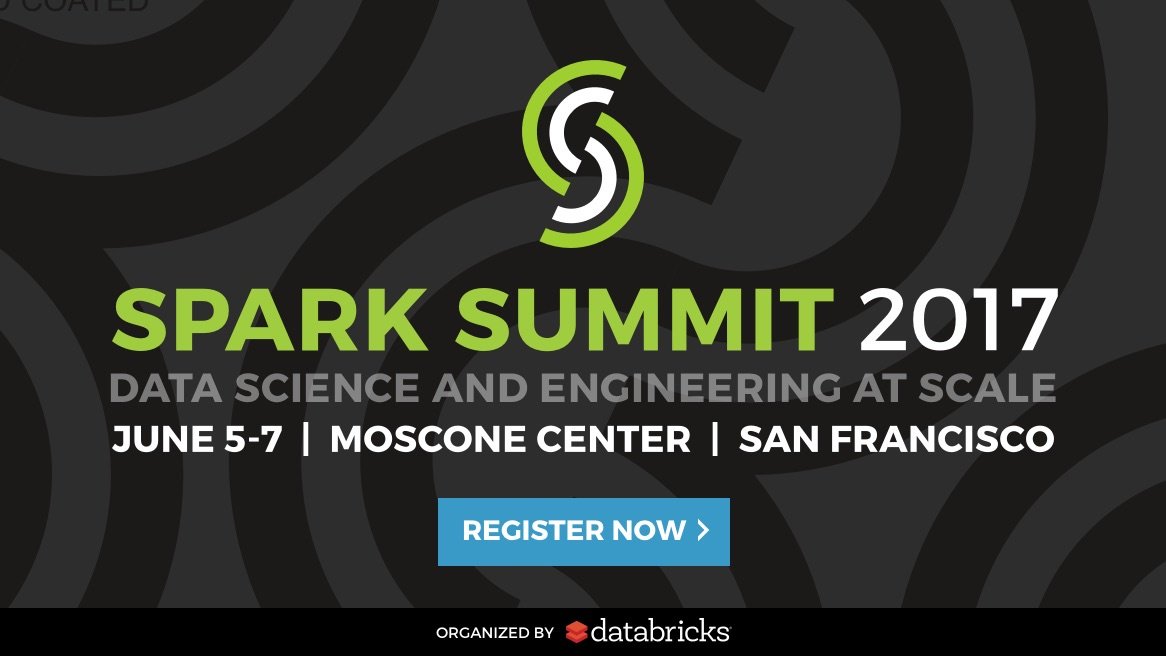 COATED
SPARK SUMMIT 2017
DATA SCIENCE AND ENGINEERING AT SCALE
JUNE 5-7 | MOSCONE CENTER | SAN FRANCISCO
REGISTER NOW >
ORGANIZED BY databricks